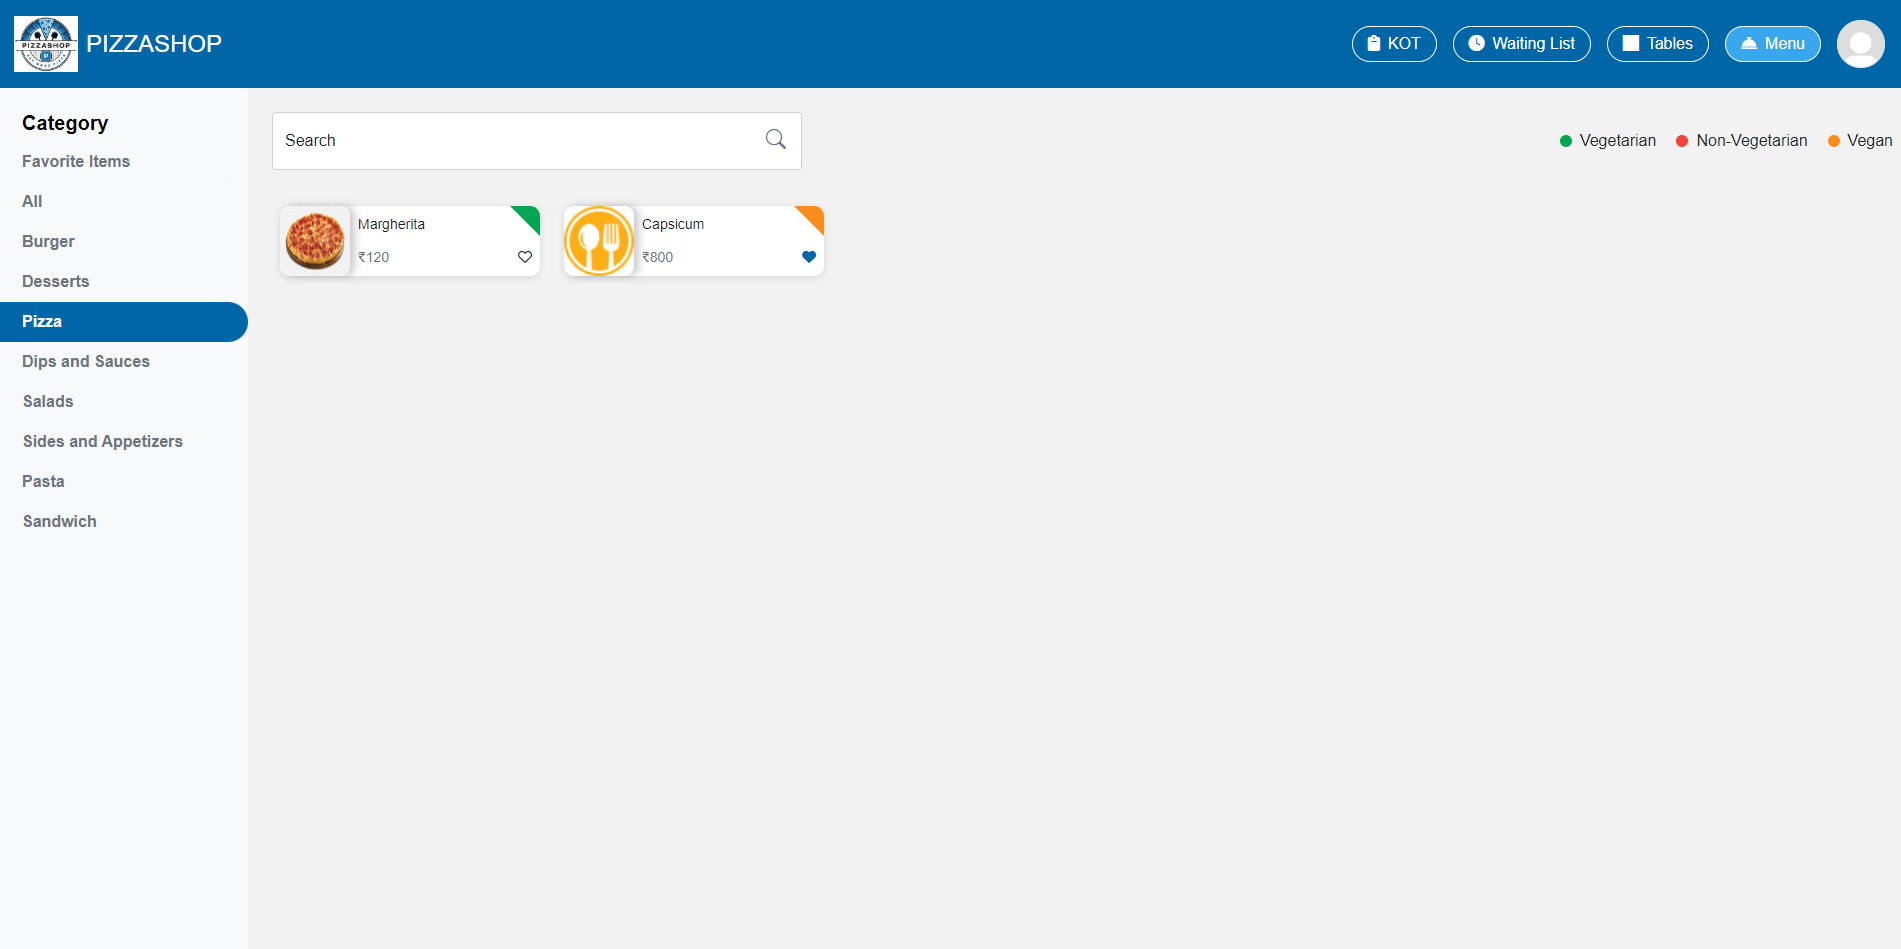 PIZZASHOP
PIZZASHOP
KOT
Waiting List
Tables
Menu
Category
Favorite Items
All
Burger
Desserts
Pizza
Dips and Sauces
Salads
Sides and Appetizers
Pasta
Sandwich
Search
Vegetarian
Non-Vegetarian
Vegan
Margherita
₹120
Capsicum
₹800